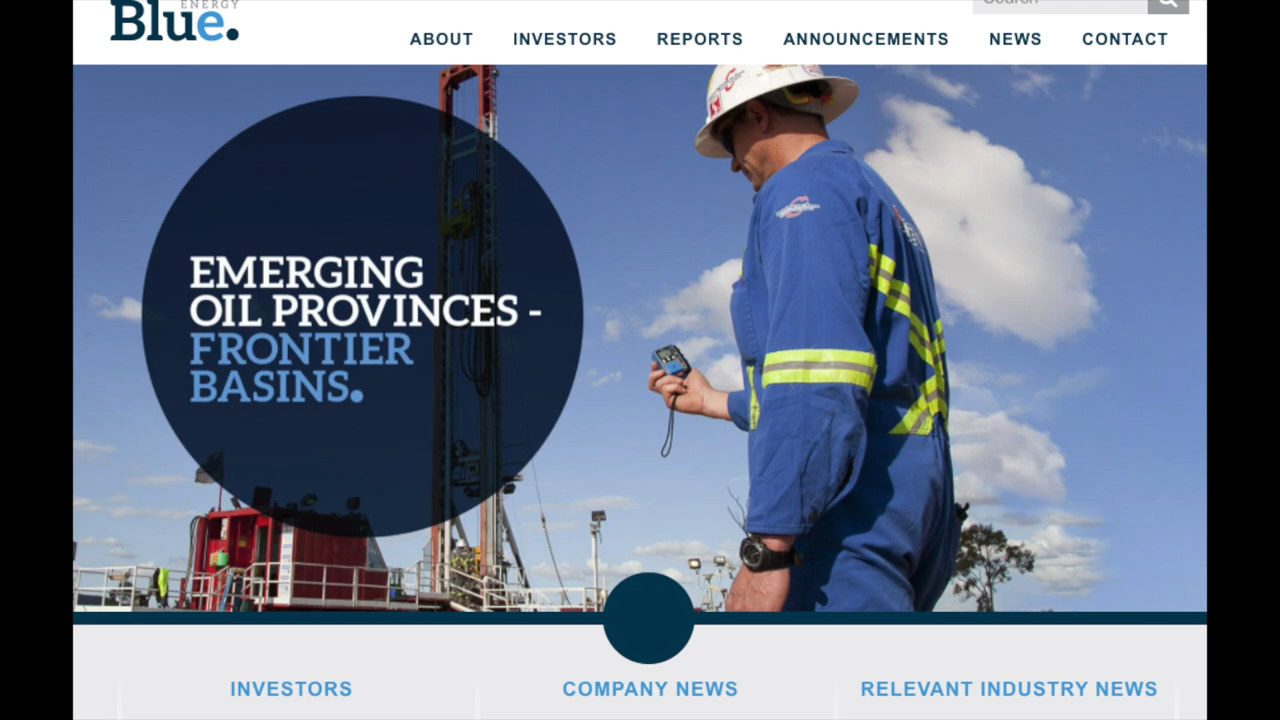 ENERGY
Blue.
Search
ABOUT INVESTORS REPORTS ANNOUNCEMENTS NEWS CONTACT
EMERGING
OIL PROVINCES -
FRONTIER
BASINS.
INVESTORS COMPANY NEWS RELEVANT INDUSTRY NEWS